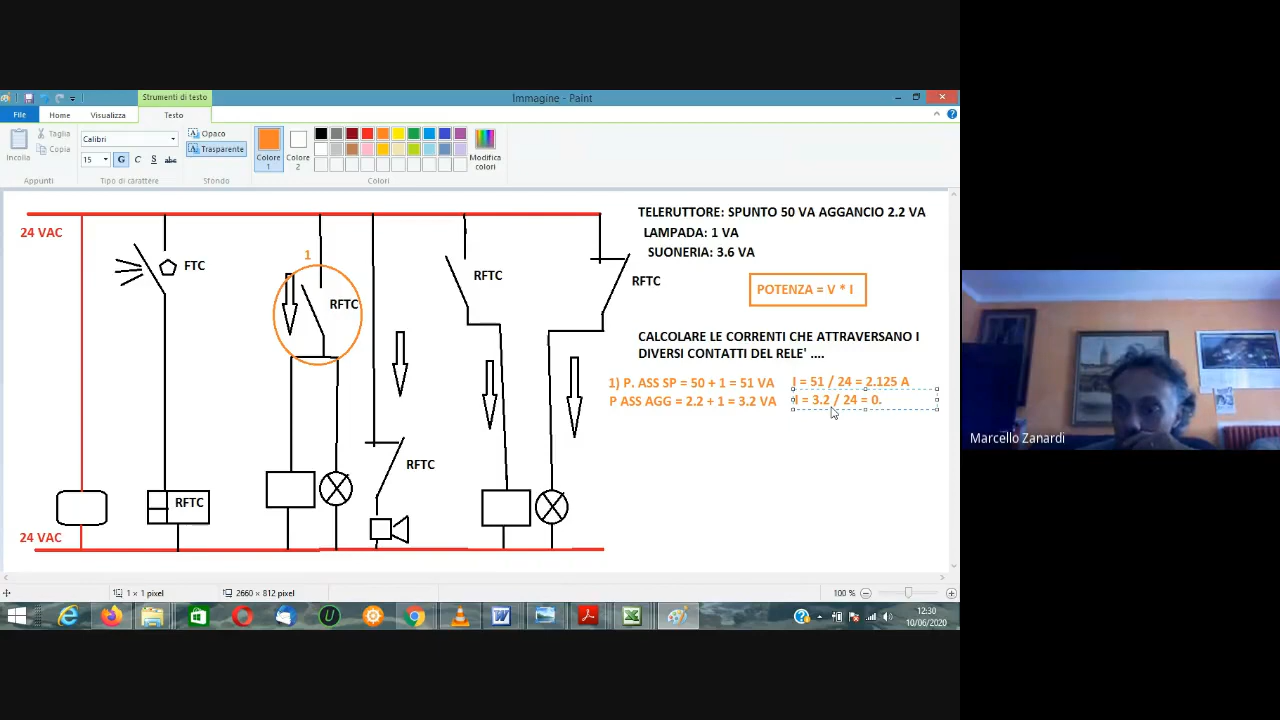 Strumenti di testo
Immagine - Paint
File
Home
Visualizza
Testo
Incolla
Taglia
Copia
Calibri
15
G
C
S
abc
Opaco
Trasparente
Colore 1
Colore 2
Modifica colori
Appunti
Tipo di carattere
Sfondo
Colori
24 VAC
FTC
1
RFTC
RFTC
RFTC
TELERUTTORE: SPUNTO 50 VA AGGANCIO 2.2 VA
LAMPADA: 1 VA
SUONERIA: 3.6 VA
POTENZA = V * I
CALCOLARE LE CORRENTI CHE ATTRAVERSANO I
DIVERSI CONTATTI DEL RELE' ....
1) P. ASS SP = 50 + 1 = 51 VA I = 51 / 24 = 2.125 A
P ASS AGG = 2.2 + 1 = 3.2 VA I = 3.2 / 24 = 0.
RFTC
RFTC
24 VAC
Marcello Zanardi
1 × 1 pixel
2660 × 812 pixel
100 %
12:30
10/06/2020